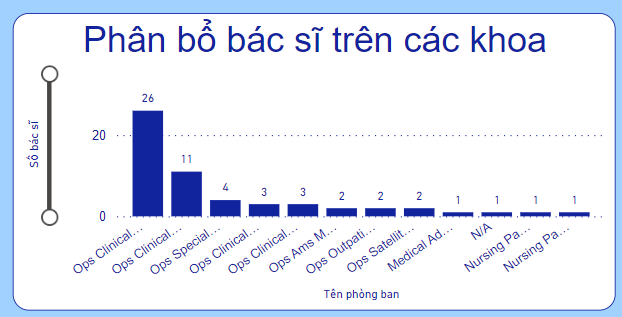 Phân bổ bác sĩ trên các khoa
Số bác sĩ
20
0
26
11
4
3
3
2
2
2
1
1
1
1
Ops Clinical...
Ops Clinical...
Ops Special...
Ops Clinical...
Ops Clinical...
Ops Ams M...
Ops Outpati...
Ops Satellit...
Medical Ad...
N/A
Nursing Pa...
Nursing Pa...
Tên phòng ban